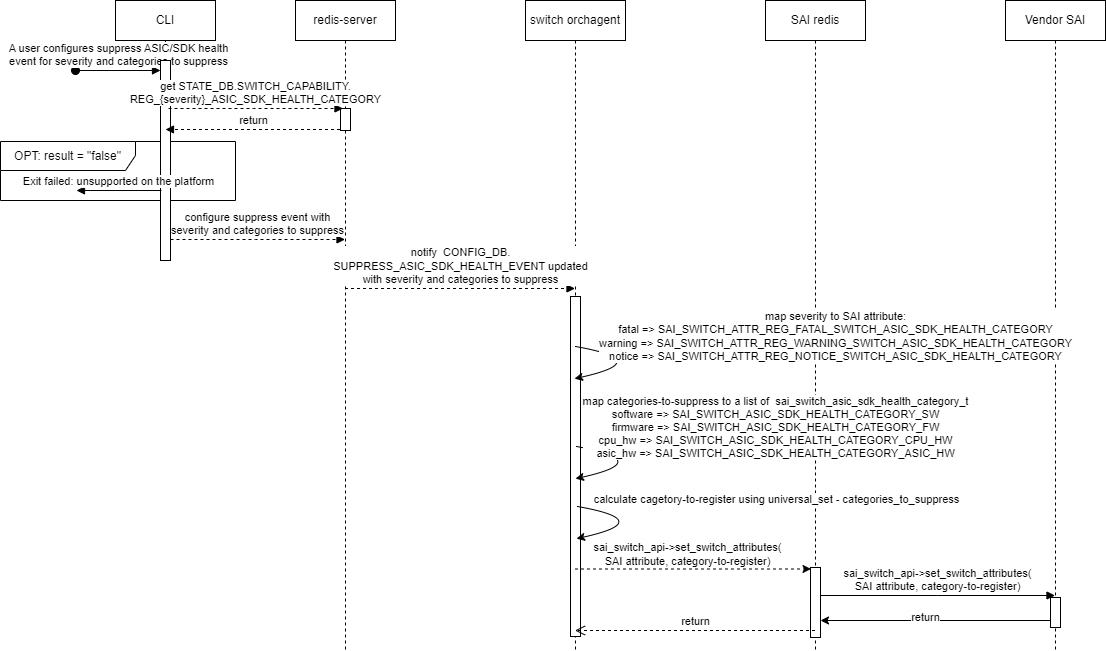 CLI
redis-server
switch orchagent
SAI redis
Vendor SAI
A user configures suppress ASIC/SDK health
event for severity and categories to suppress
get STATE_DB.SWITCH_CAPABILITY.
REG_{severity}_ASIC_SDK_HEALTH_CATEGORY
return
OPT: result = "false"
Exit failed: unsupported on the platform
configure suppress event with
severity and categories to suppress
notify CONFIG_DB.
SUPPRESS_ASIC_SDK_HEALTH_EVENT updated
with severity and categories to suppress
map severity to SAI attribute:
fatal => SAI_SWITCH_ATTR_REG_FATAL_SWITCH_ASIC_SDK_HEALTH_CATEGORY
warning => SAI_SWITCH_ATTR_REG_WARNING_SWITCH_ASIC_SDK_HEALTH_CATEGORY
notice => SAI_SWITCH_ATTR_REG_NOTICE_SWITCH_ASIC_SDK_HEALTH_CATEGORY
map categories-to-suppress to a list of sai_switch_asic_sdk_health_category_t
software => SAI_SWITCH_ASIC_SDK_HEALTH_CATEGORY_SW
firmware => SAI_SWITCH_ASIC_SDK_HEALTH_CATEGORY_FW
cpu_hw => SAI_SWITCH_ASIC_SDK_HEALTH_CATEGORY_CPU_HW
asic_hw => SAI_SWITCH_ASIC_SDK_HEALTH_CATEGORY_ASIC_HW
calculate cagetory-to-register using universal_set - categories_to_suppress
sai_switch_api->set_switch_attributes(
SAI attribute, category-to-register)
sai_switch_api->set_switch_attributes(
SAI attribute, category-to-register)
return
return